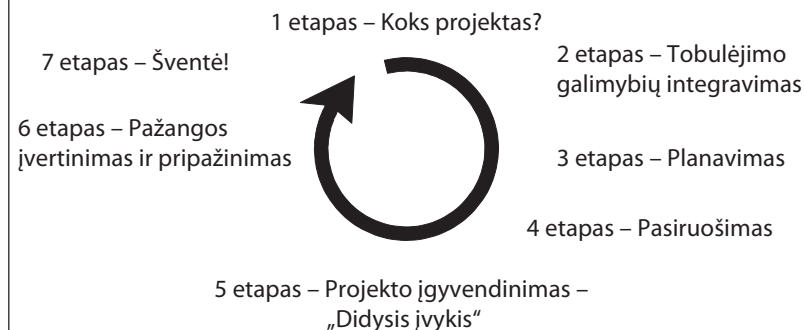 1 etapas – Koks projektas?
2 etapas – Tobulėjimo
galimybių integravimas
3 etapas – Planavimas
4 etapas – Pasiruošimas
5 etapas – Projekto įgyvendinimas –
„Didysis įvykis“
6 etapas – Pažangos
įvertinimas ir pripažinimas
7 etapas – Šventė!